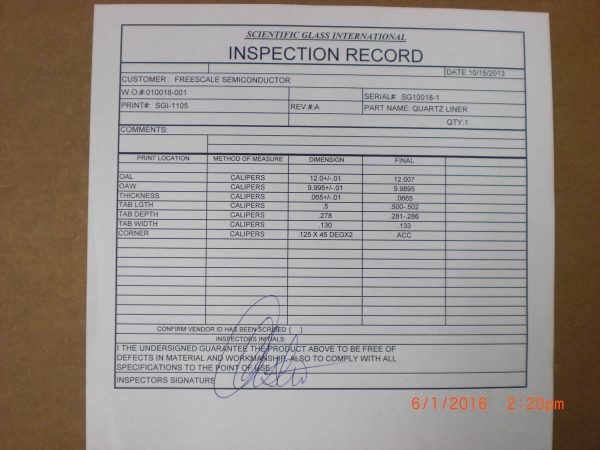 SCIENTIFIC GLASS INTERNATIONAL
INSPECTION RECORD
DATE:10/15/2013
CUSTOMER : FREESCALE SEMICONDUCTOR
W.O.#:010018-001 SERIAL#: SG10018-1
PRINT#: SGI-1105 REV.#:A PART NAME: QUARTZ LINER
QTY:1
COMMENTS:
PRINT LOCATION METHOD OF MEASURE DIMENSION FINAL
OAL CALIPERS 12.0+/-.01 12.007
OAW CALIPERS 9.995+/-.01 9.9895
THICKNESS CALIPERS .065+/-.01 .0665
TAB LGTH CALIPERS .5 .500-.502
TAB DEPTH CALIPERS .278 .281-.286
TAB WIDTH CALIPERS .130 .133
CORNER CALIPERS .125 X 45 DEGX2 ACC
CONFIRM VENDOR ID HAS BEEN SCRIBED ( )
INSPECTORS INITIALS:
I THE UNDERSIGNED GUARANTEE THE PRODUCT ABOVE TO BE FREE OF
DEFECTS IN MATERIAL AND WORKMANSHIP, ALSO TO COMPLY WITH ALL
SPECIFICATIONS TO THE POINT OF USE.
INSPECTORS SIGNATURE
6/1/2016 2:20pm